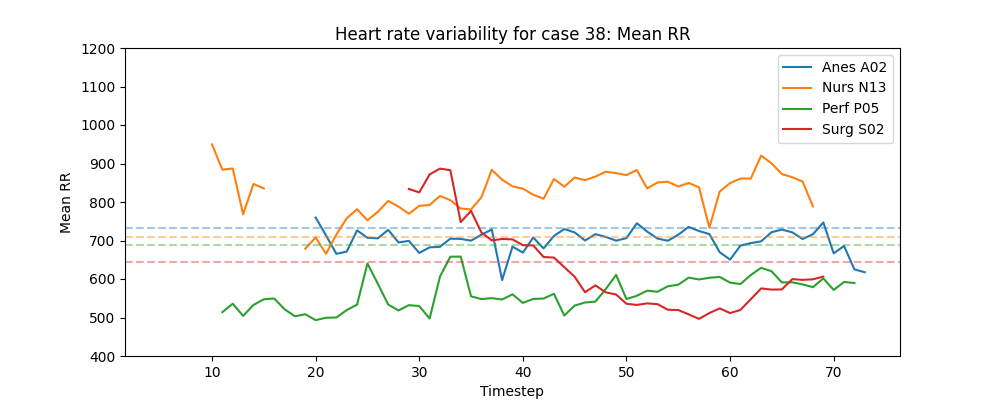 Heart rate variability for case 38: Mean RR
1200
1100
1000
900
800
700
600
500
400
Mean RR
10
20
30
40
50
60
70
Timestep
Anes A02
Nurs N13
Perf P05
Surg S02